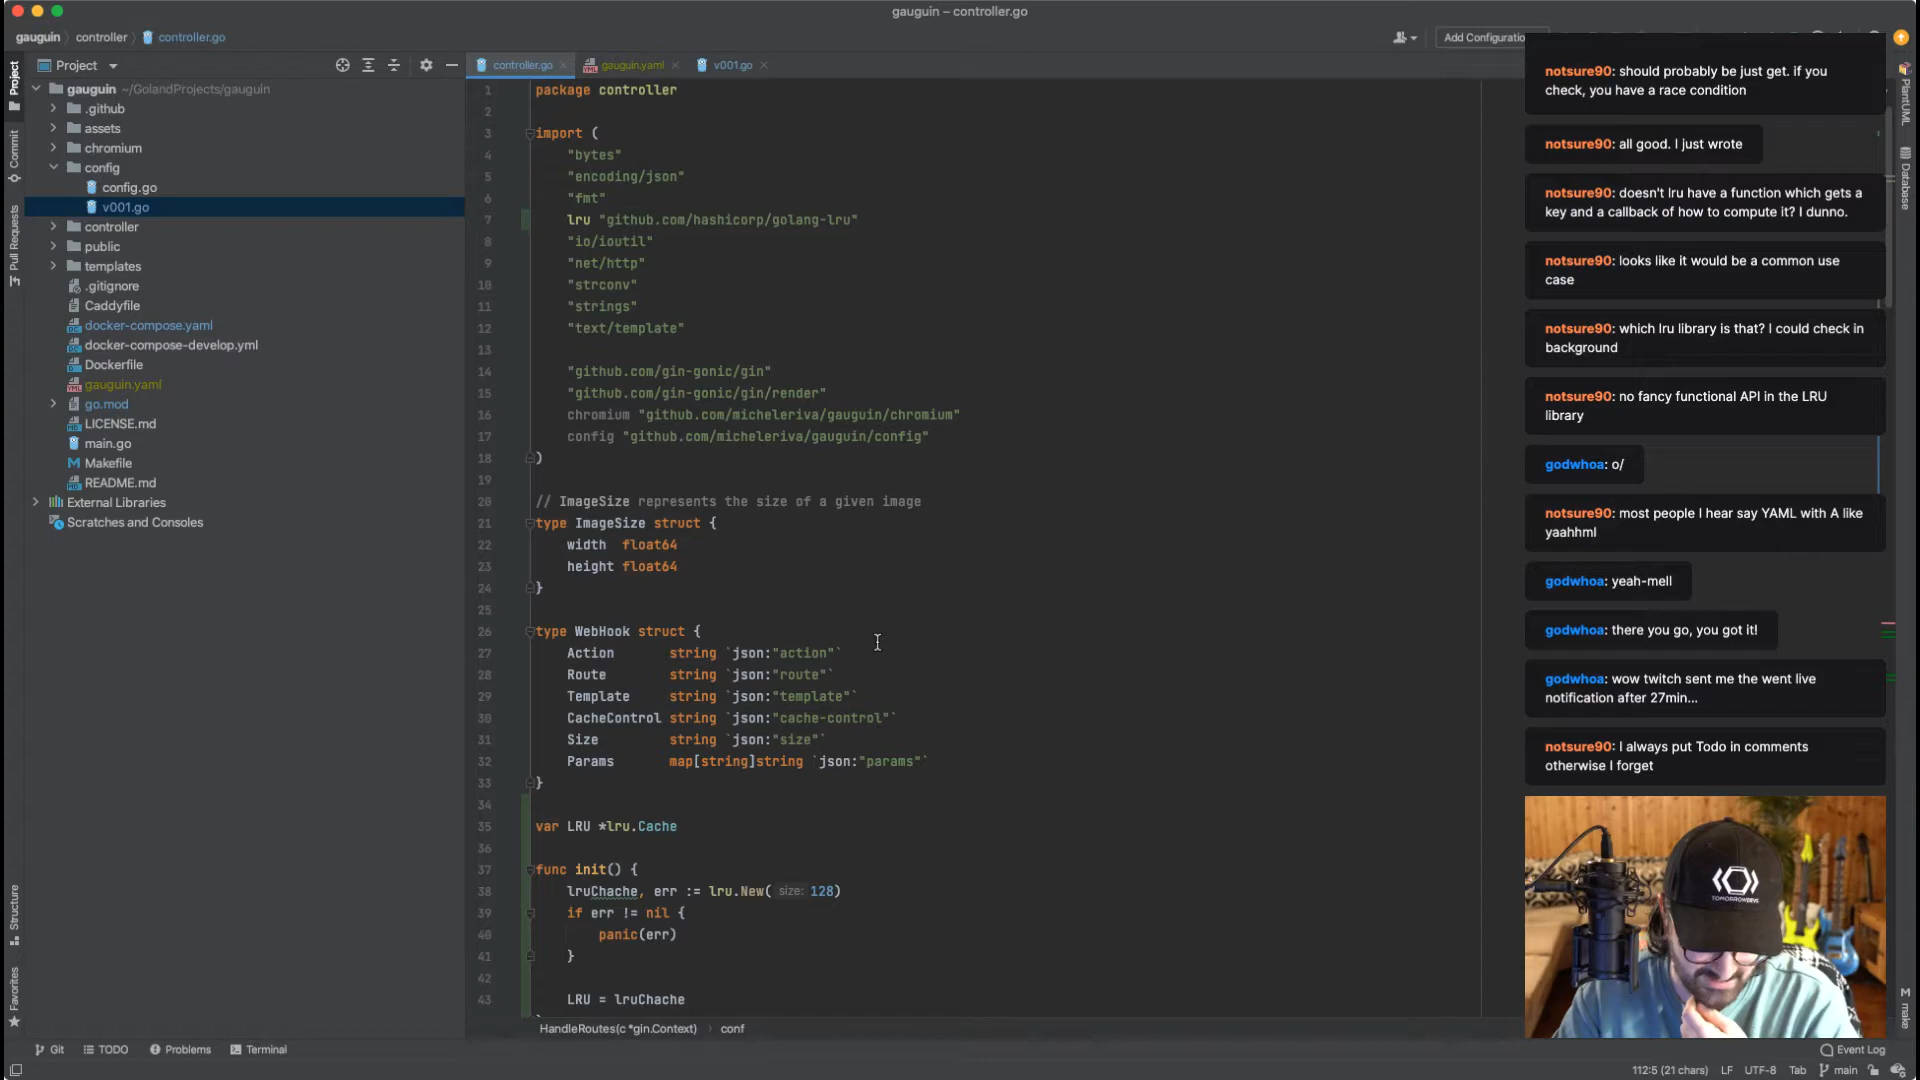 gauguin – controller.go
gauguin
controller
controller.go
Add Configuratio
Project
gauguin ~/GolandProjects/gauguin
.github
assets
chromium
config
config.go
v001.go
controller
public
templates
.gitignore
Caddyfile
docker-compose.yaml
docker-compose-develop.yml
Dockerfile
gauguin.yaml
go.mod
LICENSE.md
main.go
Makefile
README.md
External Libraries
Scratches and Consoles
Project
Commit
Pull Requests
Structure
Favorites
controller.go
gauguin.yaml
v001.go
1 package controller
2
3 import (
4 "bytes"
5 "encoding/json"
6 "fmt"
7 lru "github.com/hashicorp/golang-lru"
8 "io/ioutil"
9 "net/http"
10 "strconv"
11 "strings"
12 "text/template"
13
14 "github.com/gin-gonic/gin"
15 "github.com/gin-gonic/gin/render"
16 chromium "github.com/micheleriva/gauguin/chromium"
17 config "github.com/micheleriva/gauguin/config"
18 )
19
20 // ImageSize represents the size of a given image
21 type ImageSize struct {
22 width float64
23 height float64
24 }
25
26 type WebHook struct {
27 Action string `json:"action"`
28 Route string `json:"route"`
29 Template string `json:"template"`
30 CacheControl string `json:"cache-control"`
31 Size string `json:"size"`
32 Params map[string]string `json:"params"`
33 }
34
35 var LRU *lru.Cache
36
37 func init() {
38 lruChache, err := lru.New( size: 128)
39 if err != nil {
40 panic(err)
41 }
42
43 LRU = lruChache
HandleRoutes(c *gin.Context)
conf
notsure90: should probably be just get. if you
check, you have a race condition
notsure90: all good. I just wrote
notsure90: doesn't lru have a function which gets a
key and a callback of how to compute it? I dunno.
notsure90: looks like it would be a common use
case
notsure90: which lru library is that? I could check in
background
notsure90: no fancy functional API in the LRU
library
godwhoa: o/
notsure90: most people I hear say YAML with A like
yaahhml
godwhoa: yeah-mell
godwhoa: there you go, you got it!
godwhoa: wow twitch sent me the went live
notification after 27min...
notsure90: I always put Todo in comments
otherwise I forget
TOMORROWDEVS
PlantUML
Database
M
make
Git
TODO
Problems
Terminal
Event Log
112:5 (21 chars)
LF
UTF-8
Tab
main